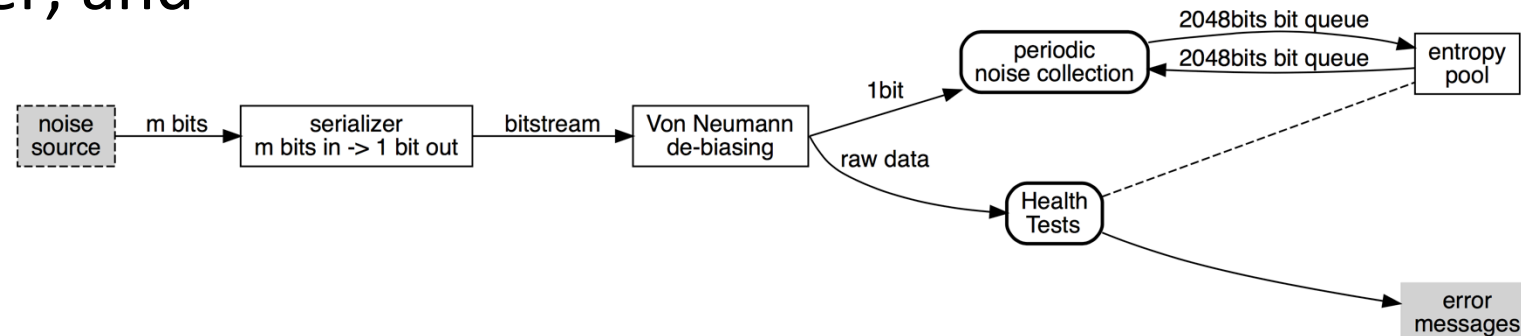 and
noise
source
m bits
serializer
m bits in -> 1 bit out
bitstream
Von Neumann
de-biasing
1bit
raw data
periodic
noise collection
2048bits bit queue
2048bits bit queue
entropy
pool
Health
Tests
error
messages